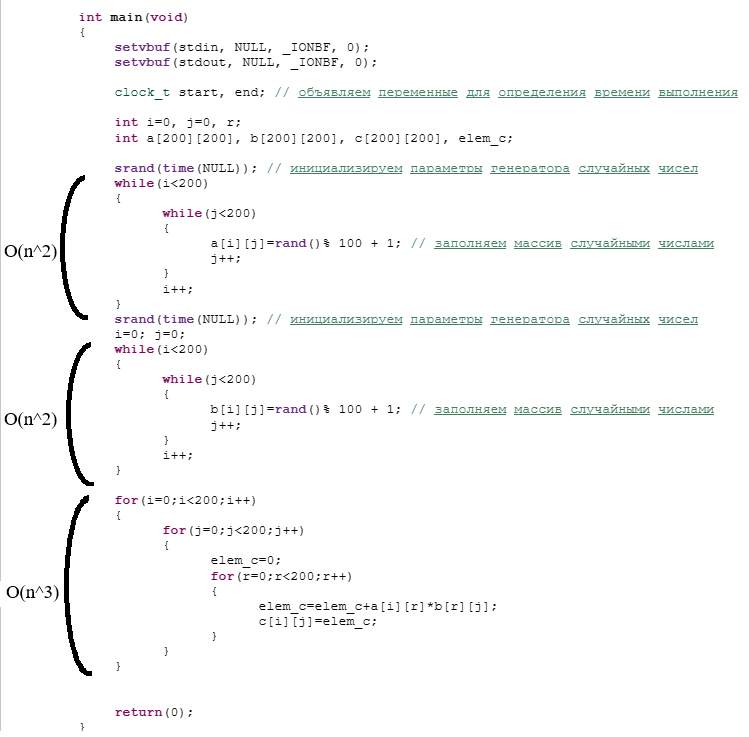 int main(void)
{
setvbuf(stdin, NULL, _IONBF, 0);
setvbuf(stdout, NULL, _IONBF, 0);
clock_t start, end; // объявляем переменные для определения времени выполнения
int i=0, j=0, r;
int a[200][200], b[200][200], c[200][200], elem_c;
srand(time(NULL)); // инициализируем параметры генератора случайных чисел
while(i<200)
{
while(j<200)
{
O(n^2)
a[i][j]=rand()% 100 + 1; // заполняем массив случайными числами
j++;
}
i++;
}
srand(time(NULL)); // инициализируем параметры генератора случайных чисел
i=0; j=0;
while(i<200)
{
while(j<200)
{
O(n^2)
b[i][j]=rand()% 100 + 1; // заполняем массив случайными числами
j++;
}
i++;
}
for(i=0;i<200;i++)
{
for(j=0;j<200;j++)
{
elem_c=0;
for(r=0;r<200;r++)
{
O(n^3)
elem_c=elem_c+a[i][r]*b[r][j];
c[i][j]=elem_c;
}
}
}
return(0);
}